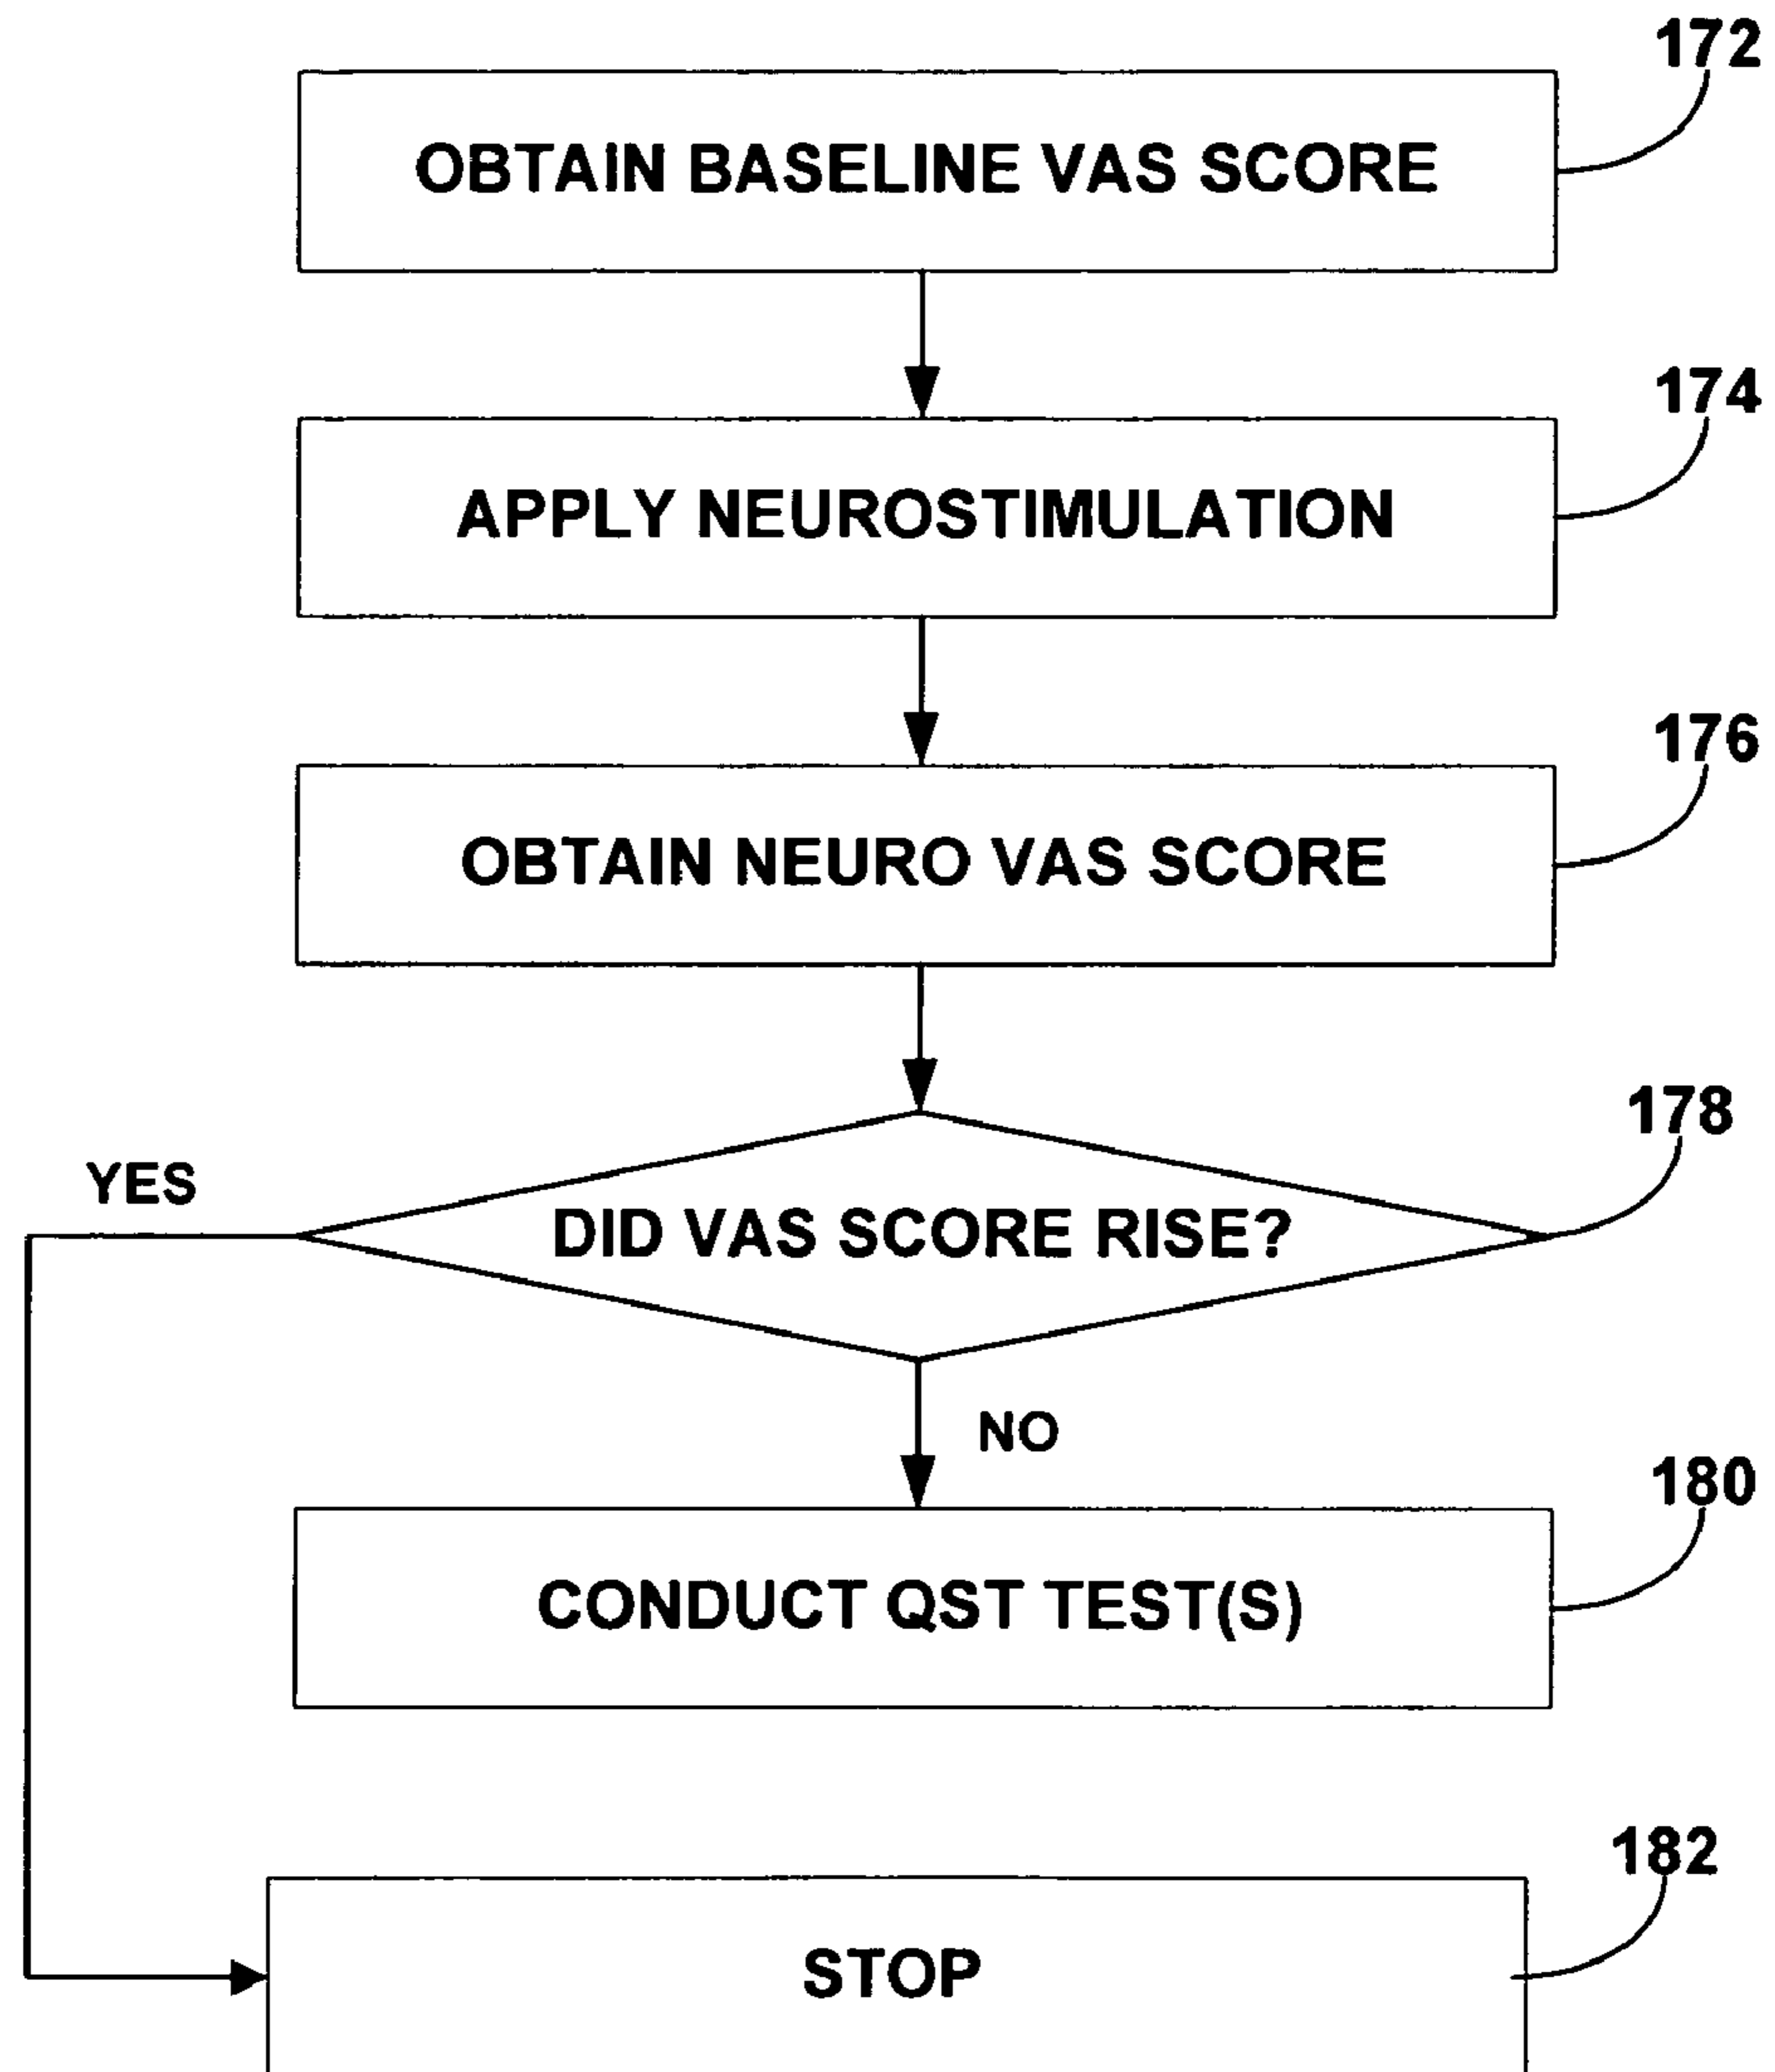 172
OBTAIN BASELINE VAS SCORE
174
APPLY NEUROSTIMULATION
176
OBTAIN NEURO VAS SCORE
178
YES
DID VAS SCORE RISE?
NO
180
CONDUCT QST TEST(S)
182
STOP